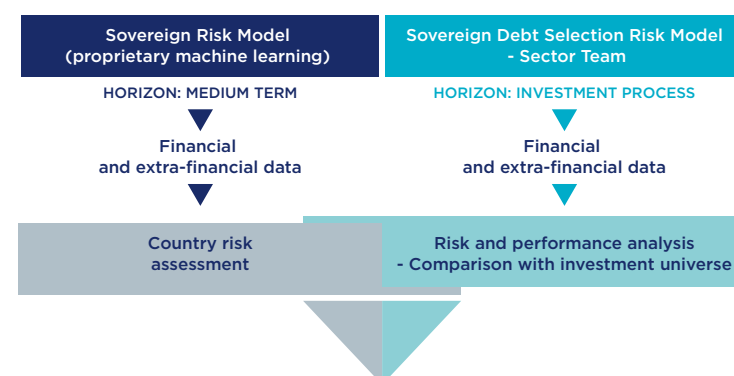 Sovereign Risk Model
(proprietary machine learning)
HORIZON: MEDIUM TERM
Financial
and extra-financial data
Country risk
assessment
Sovereign Debt Selection Risk Model
- Sector Team
HORIZON: INVESTMENT PROCESS
Financial
and extra-financial data
Risk and performance analysis
- Comparison with investment universe